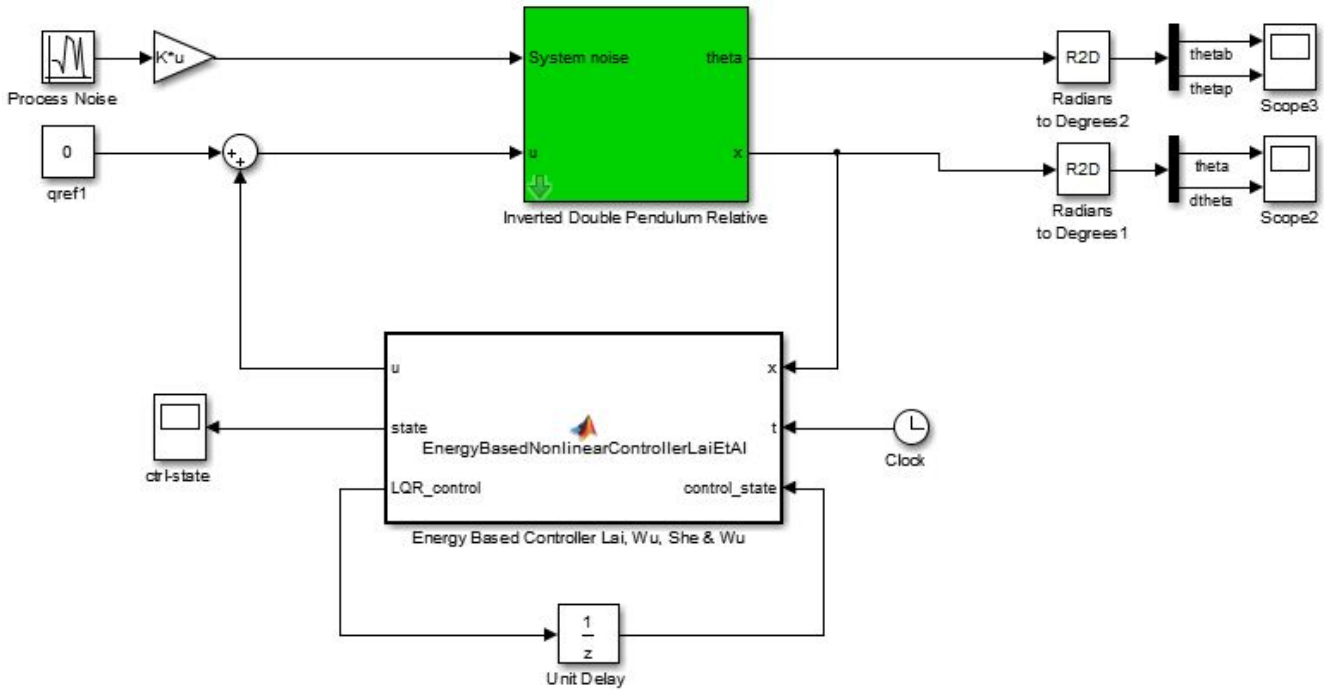 K*u
Process Noise
System noise
theta
R2D
thetab
thetap
Radians
to Degrees2
Scope3
0
qref1
+
+
u
x
Inverted Double Pendulum Relative
R2D
theta
dtheta
Radians
to Degrees1
Scope2
u
x
state
t
EnergyBasedNonlinearControllerLaiEtAl
ctrl-state
Clock
LQR_control
control_state
Energy Based Controller Lai, Wu, She & Wu
1
z
Unit Delay